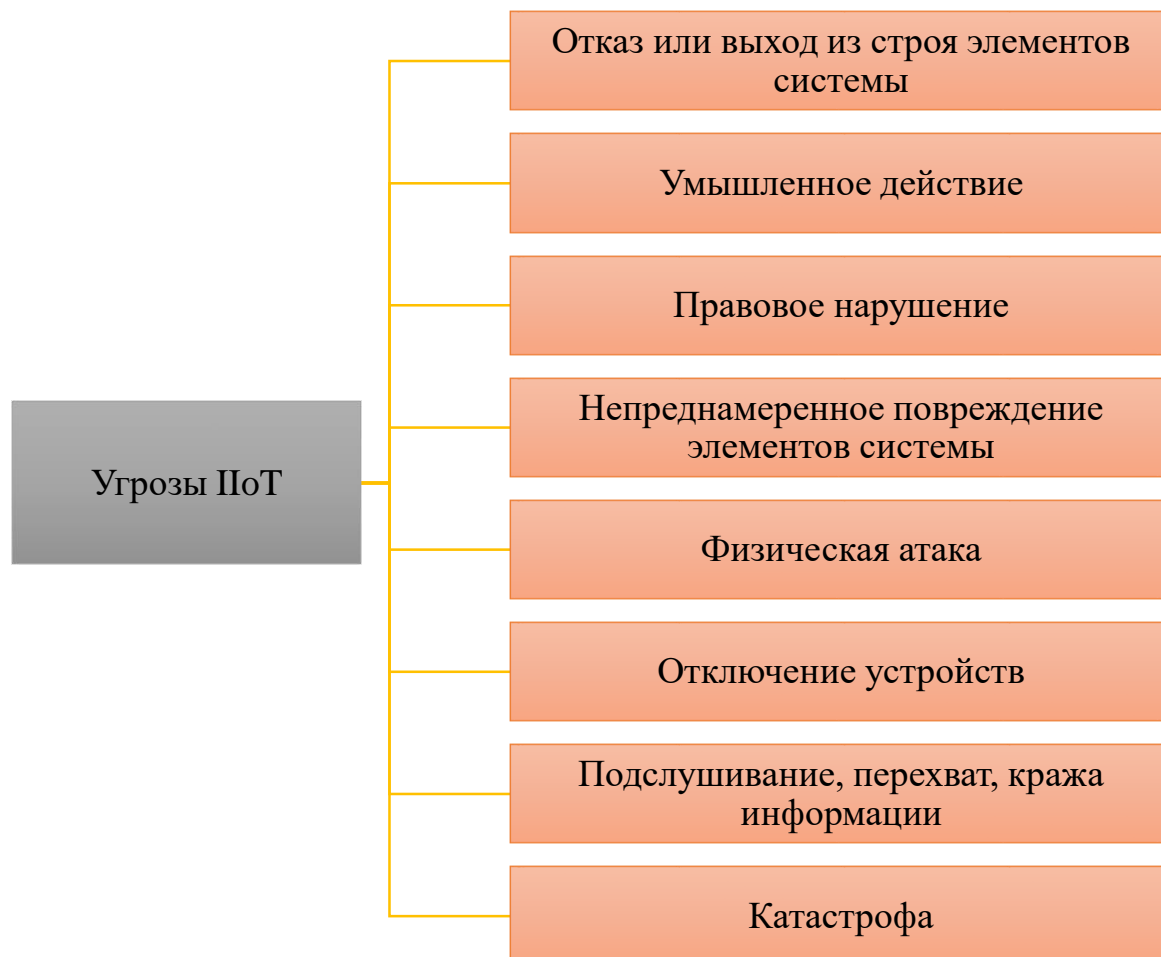 Отказ или выход из строя элементов
системы
Умышленное действие
Правовое нарушение
Непреднамеренное повреждение
элементов системы
Угрозы IIoT
Физическая атака
Отключение устройств
Подслушивание, перехват, кража
информации
Катастрофа